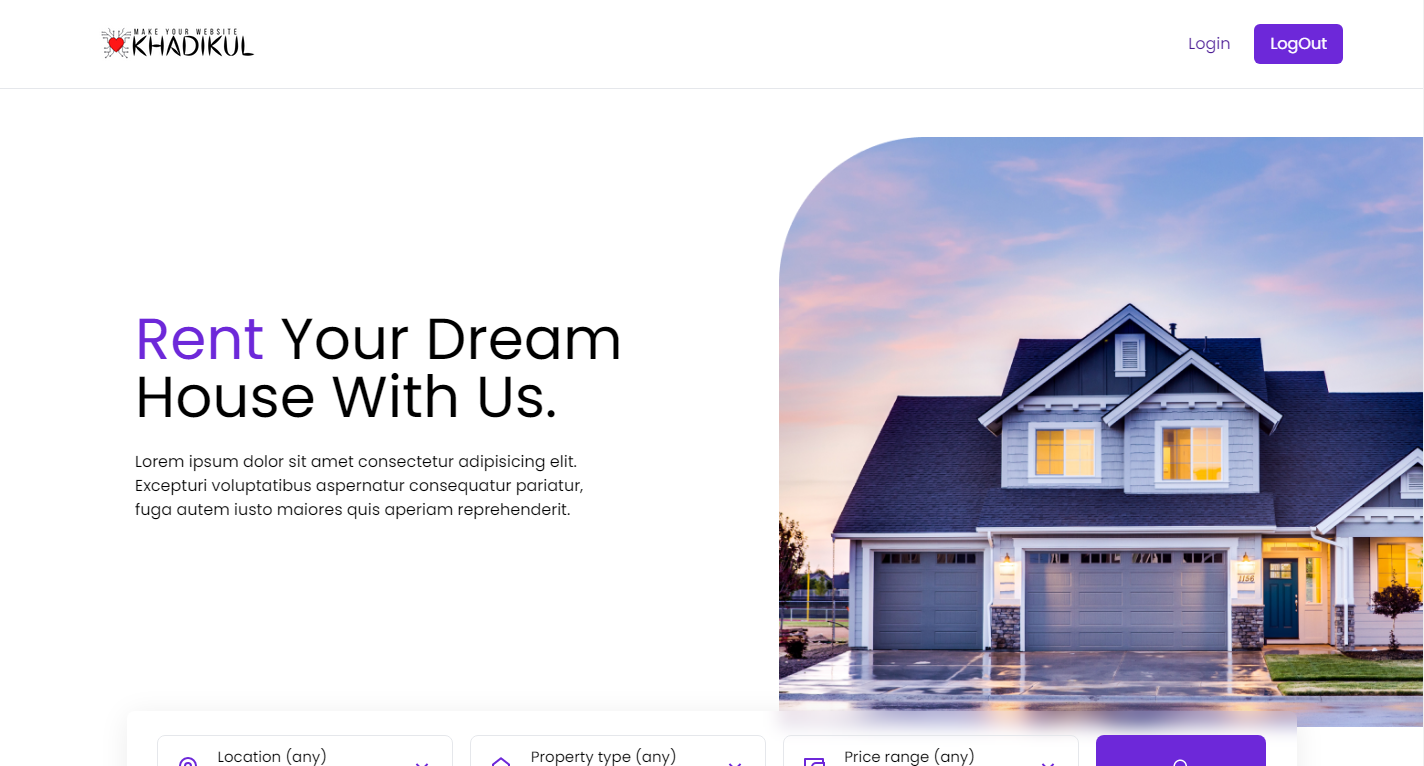 MAKE YOUR WEBSITE
KHADIKUL
Login
LogOut
Rent Your Dream
House With Us.
Lorem ipsum dolor sit amet consectetur adipisicing elit.
Excepturi voluptatibus aspernatur consequatur pariatur,
fuga autem iusto maiores quis aperiam reprehenderit.
1156
Location (any)
Property type (any)
Price range (any)